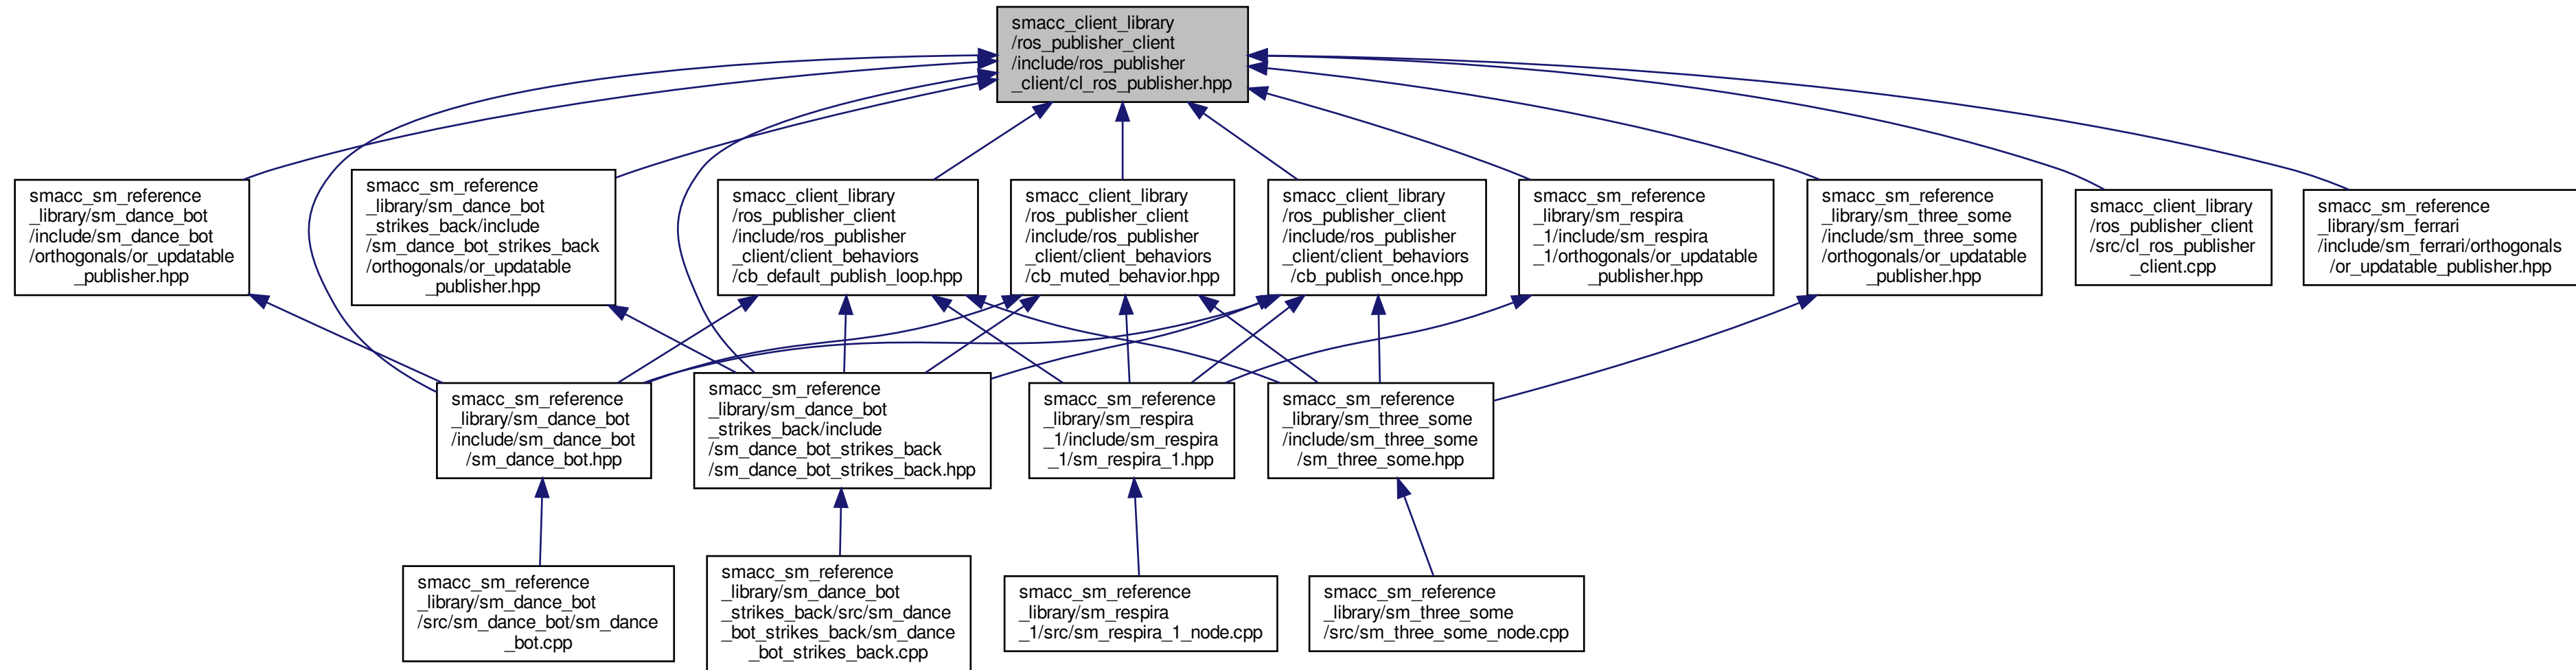 smacc_client_library
/ros_publisher_client
/include/ros_publisher
_client/cl_ros_publisher.hpp
smacc_sm_reference
_library/sm_dance_bot
/include/sm_dance_bot
/orthogonals/or_updatable
_publisher.hpp
smacc_sm_reference
_library/sm_dance_bot
_strikes_back/include
/sm_dance_bot_strikes_back
/orthogonals/or_updatable
_publisher.hpp
smacc_client_library
/ros_publisher_client
/include/ros_publisher
_client/client_behaviors
/cb_default_publish_loop.hpp
smacc_client_library
/ros_publisher_client
/include/ros_publisher
_client/client_behaviors
/cb_muted_behavior.hpp
smacc_client_library
/ros_publisher_client
/include/ros_publisher
_client/client_behaviors
/cb_publish_once.hpp
smacc_sm_reference
_library/sm_respira
_1/include/sm_respira
_1/orthogonals/or_updatable
_publisher.hpp
smacc_sm_reference
_library/sm_three_some
/include/sm_three_some
/orthogonals/or_updatable
_publisher.hpp
smacc_client_library
/ros_publisher_client
/src/cl_ros_publisher
_client.cpp
smacc_sm_reference
_library/sm_ferrari
/include/sm_ferrari/orthogonals
/or_updatable_publisher.hpp
smacc_sm_reference
_library/sm_dance_bot
/include/sm_dance_bot
/sm_dance_bot.hpp
smacc_sm_reference
_library/sm_dance_bot
_strikes_back/include
/sm_dance_bot_strikes_back
/sm_dance_bot_strikes_back.hpp
smacc_sm_reference
_library/sm_respira
_1/include/sm_respira
_1/sm_respira_1.hpp
smacc_sm_reference
_library/sm_three_some
/include/sm_three_some
/sm_three_some.hpp
smacc_sm_reference
_library/sm_dance_bot
/src/sm_dance_bot/sm_dance
_bot.cpp
smacc_sm_reference
_library/sm_dance_bot
_strikes_back/src/sm_dance
_bot_strikes_back/sm_dance
_bot_strikes_back.cpp
smacc_sm_reference
_library/sm_respira
_1/src/sm_respira_1_node.cpp
smacc_sm_reference
_library/sm_three_some
/src/sm_three_some_node.cpp